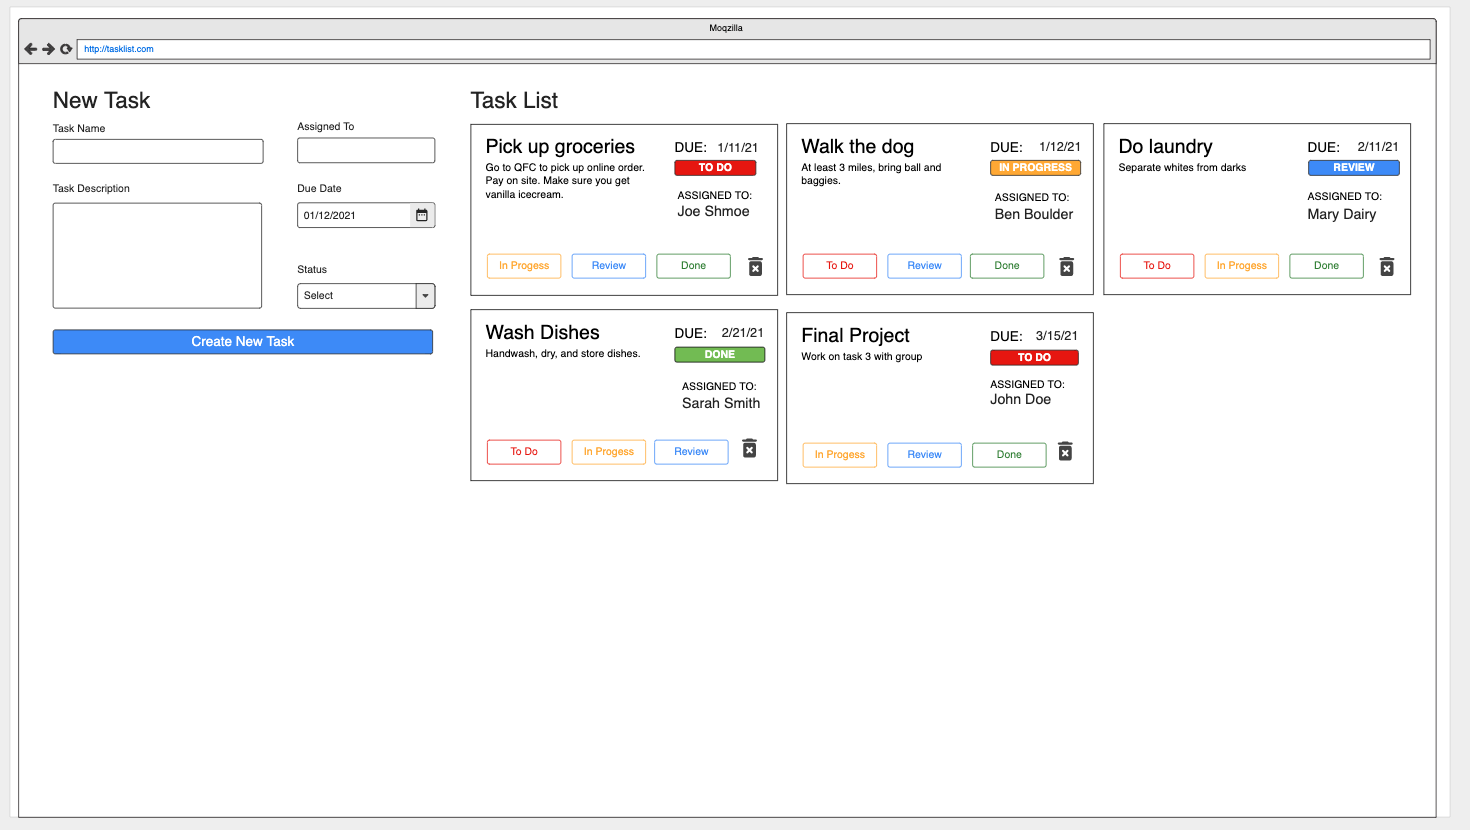 Moqzilla
http://tasklist.com
New Task
Task Name
Assigned To
Task Description
Due Date
01/12/2021
Status
Select
Create New Task
Task List
Pick up groceries
Go to QFC to pick up online order.
Pay on site. Make sure you get
vanilla icecream.
DUE: 1/11/21
TO DO
ASSIGNED TO:
Joe Shmoe
In Progess
Review
Done
Walk the dog
At least 3 miles, bring ball and
baggies.
DUE: 1/12/21
IN PROGRESS
ASSIGNED TO:
Ben Boulder
To Do
Review
Done
Do laundry
Separate whites from darks
DUE: 2/11/21
REVIEW
ASSIGNED TO:
Mary Dairy
To Do
In Progess
Done
Wash Dishes
Handwash, dry, and store dishes.
DUE: 2/21/21
DONE
ASSIGNED TO:
Sarah Smith
To Do
In Progess
Review
Final Project
Work on task 3 with group
DUE: 3/15/21
TO DO
ASSIGNED TO:
John Doe
In Progess
Review
Done